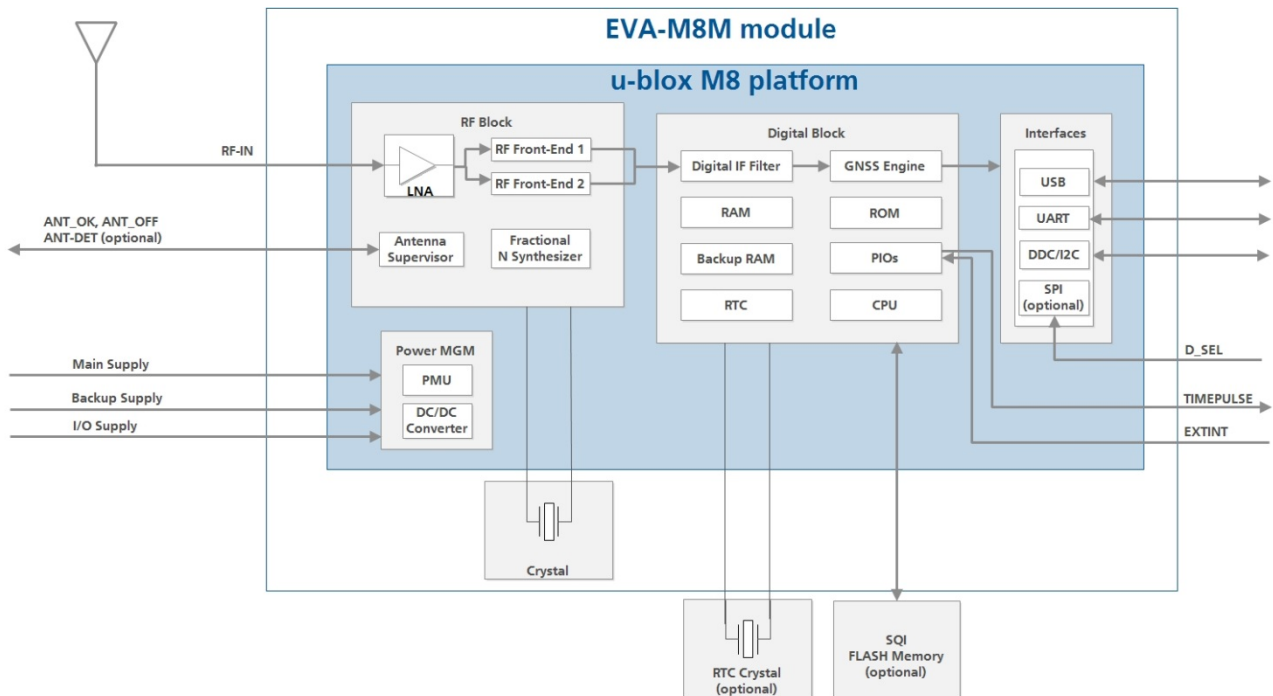 EVA-M8M module
u-blox M8 platform
RF Block
RF-IN
LNA
RF Front-End 1
RF Front-End 2
ANT_OK, ANT_OFF
ANT-DET (optional)
Antenna
Supervisor
Fractional
N Synthesizer
Digital Block
Digital IF Filter
GNSS Engine
RAM
ROM
Backup RAM
PIOs
RTC
CPU
Interfaces
USB
UART
DDC/I2C
SPI
(optional)
D_SEL
TIMEPULSE
EXTINT
Main Supply
Backup Supply
I/O Supply
Power MGM
PMU
DC/DC
Converter
Crystal
RTC Crystal
(optional)
SQI
FLASH Memory
(optional)